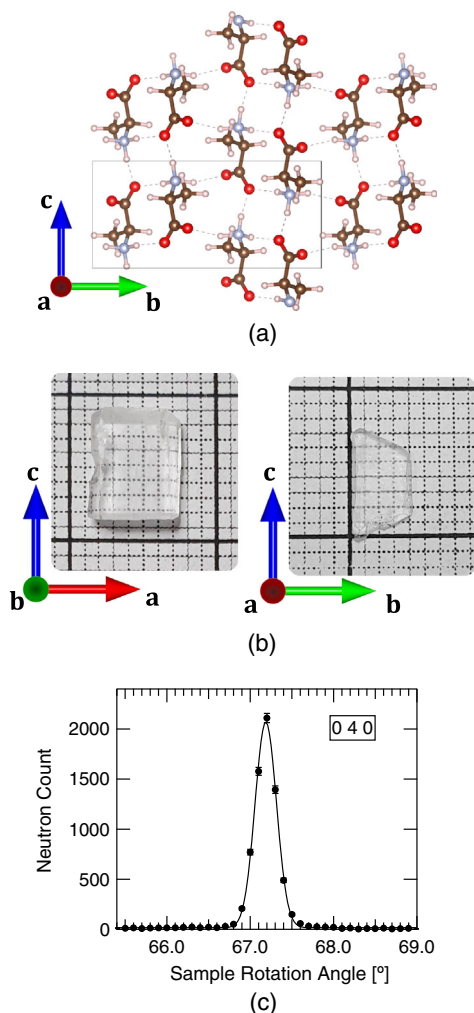 c
a
b
(a)
c
b
a
c
a
b
(b)
0 4 0
2000
1500
1000
500
0
Neutron Count
66.0 67.0 68.0 69.0
Sample Rotation Angle [º]
(c)